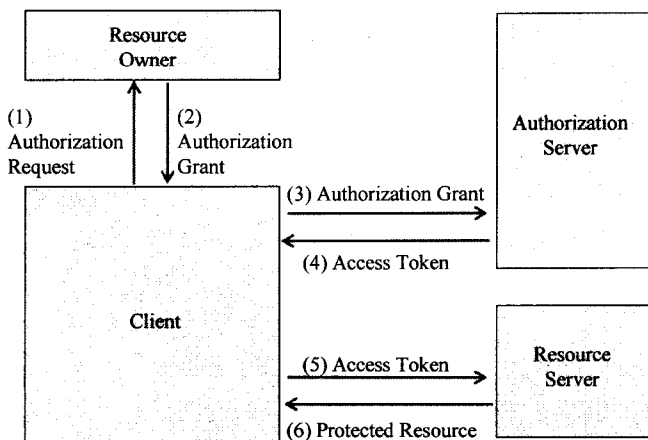 Resource
Owner
(1)
Authorization
Request
(2)
Authorization
Grant
Authorization
Server
(3) Authorization Grant
(4) Access Token
Client
(5) Access Token
Resource
Server
(6) Protected Resource